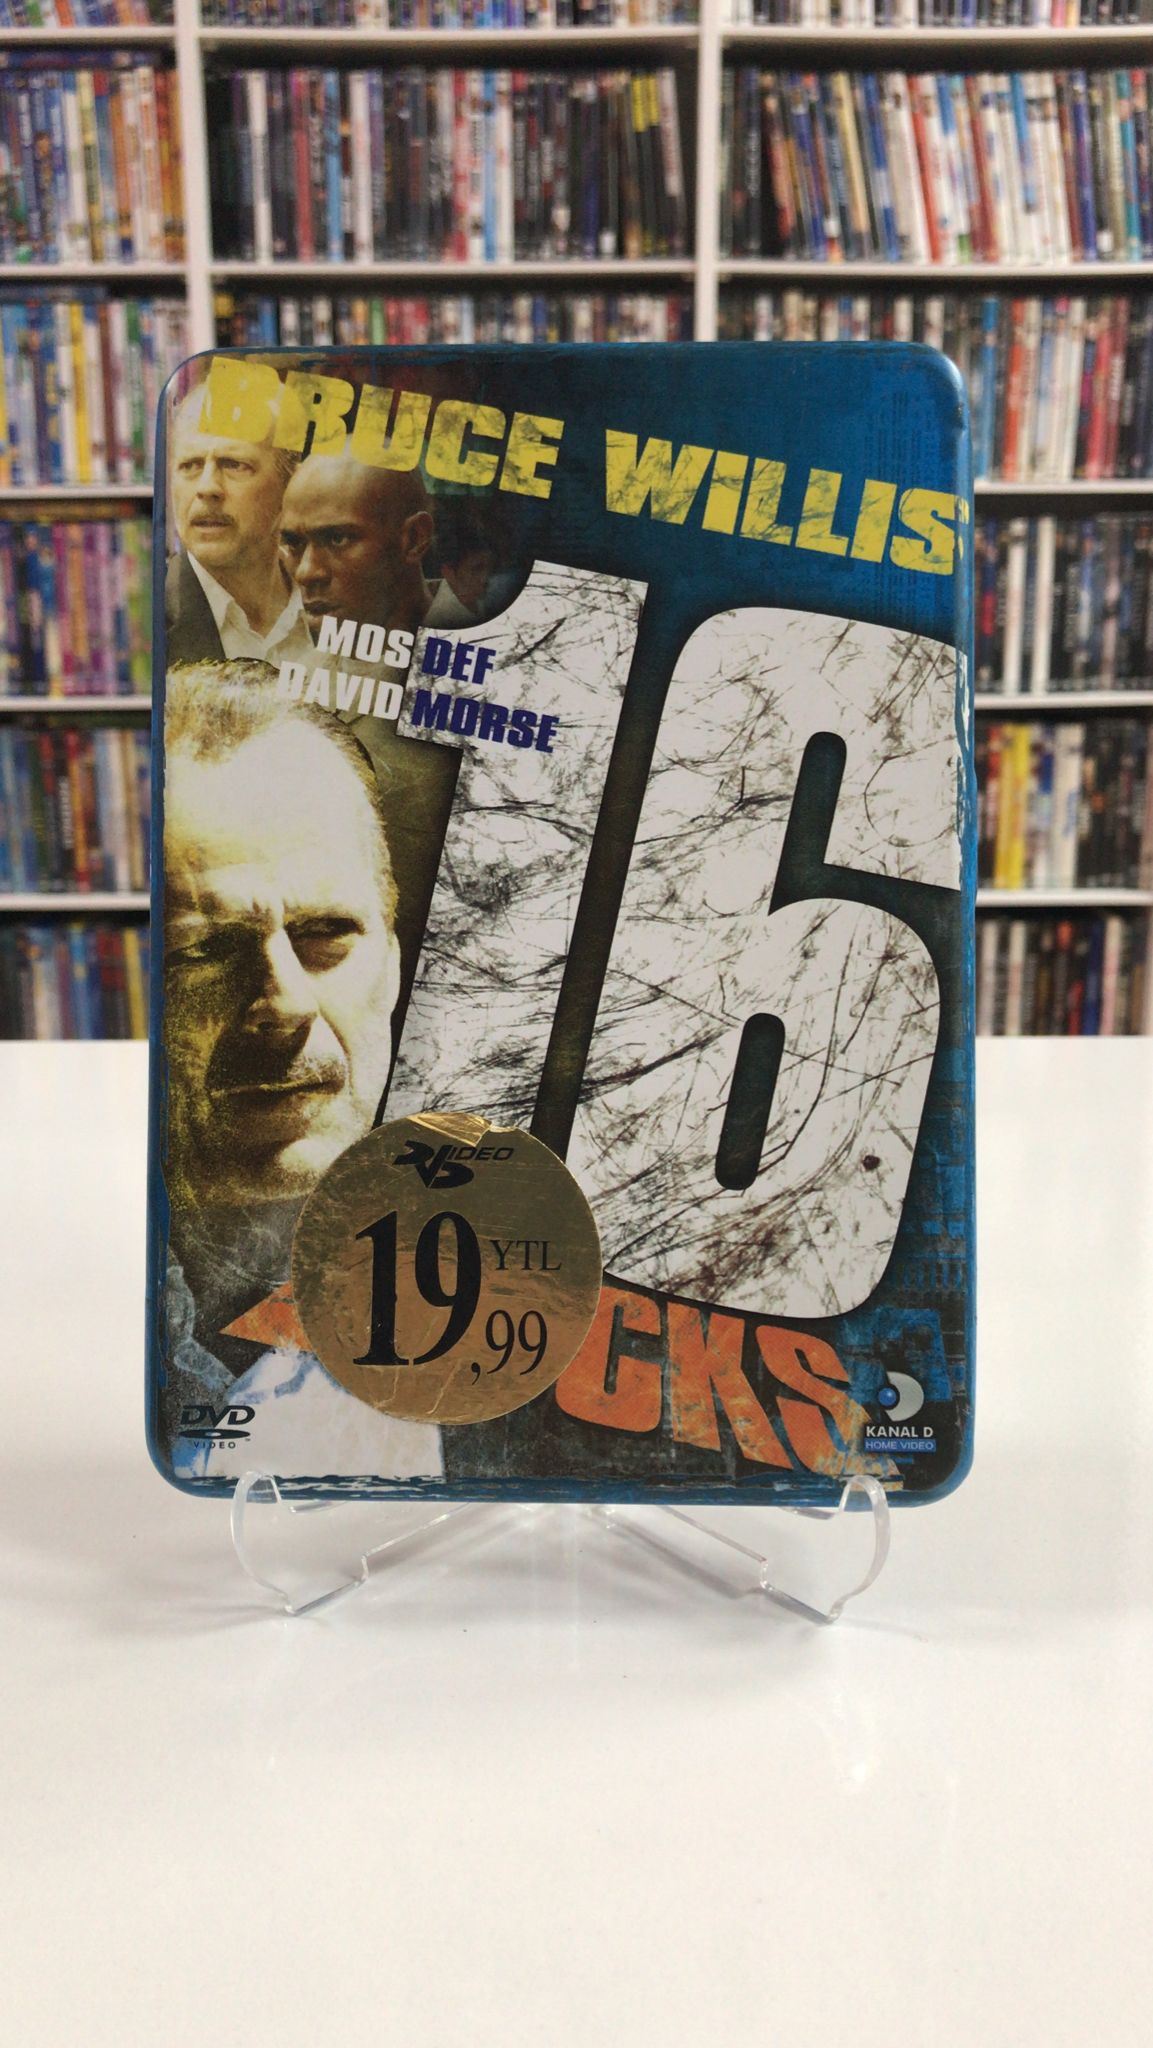 BRUCE WILLIS
MOS DEF
DAVID MORSE
16
CKS
VIDEO
19,99 YTL
DVD
VIDEO
KANAL D
HOME VIDEO